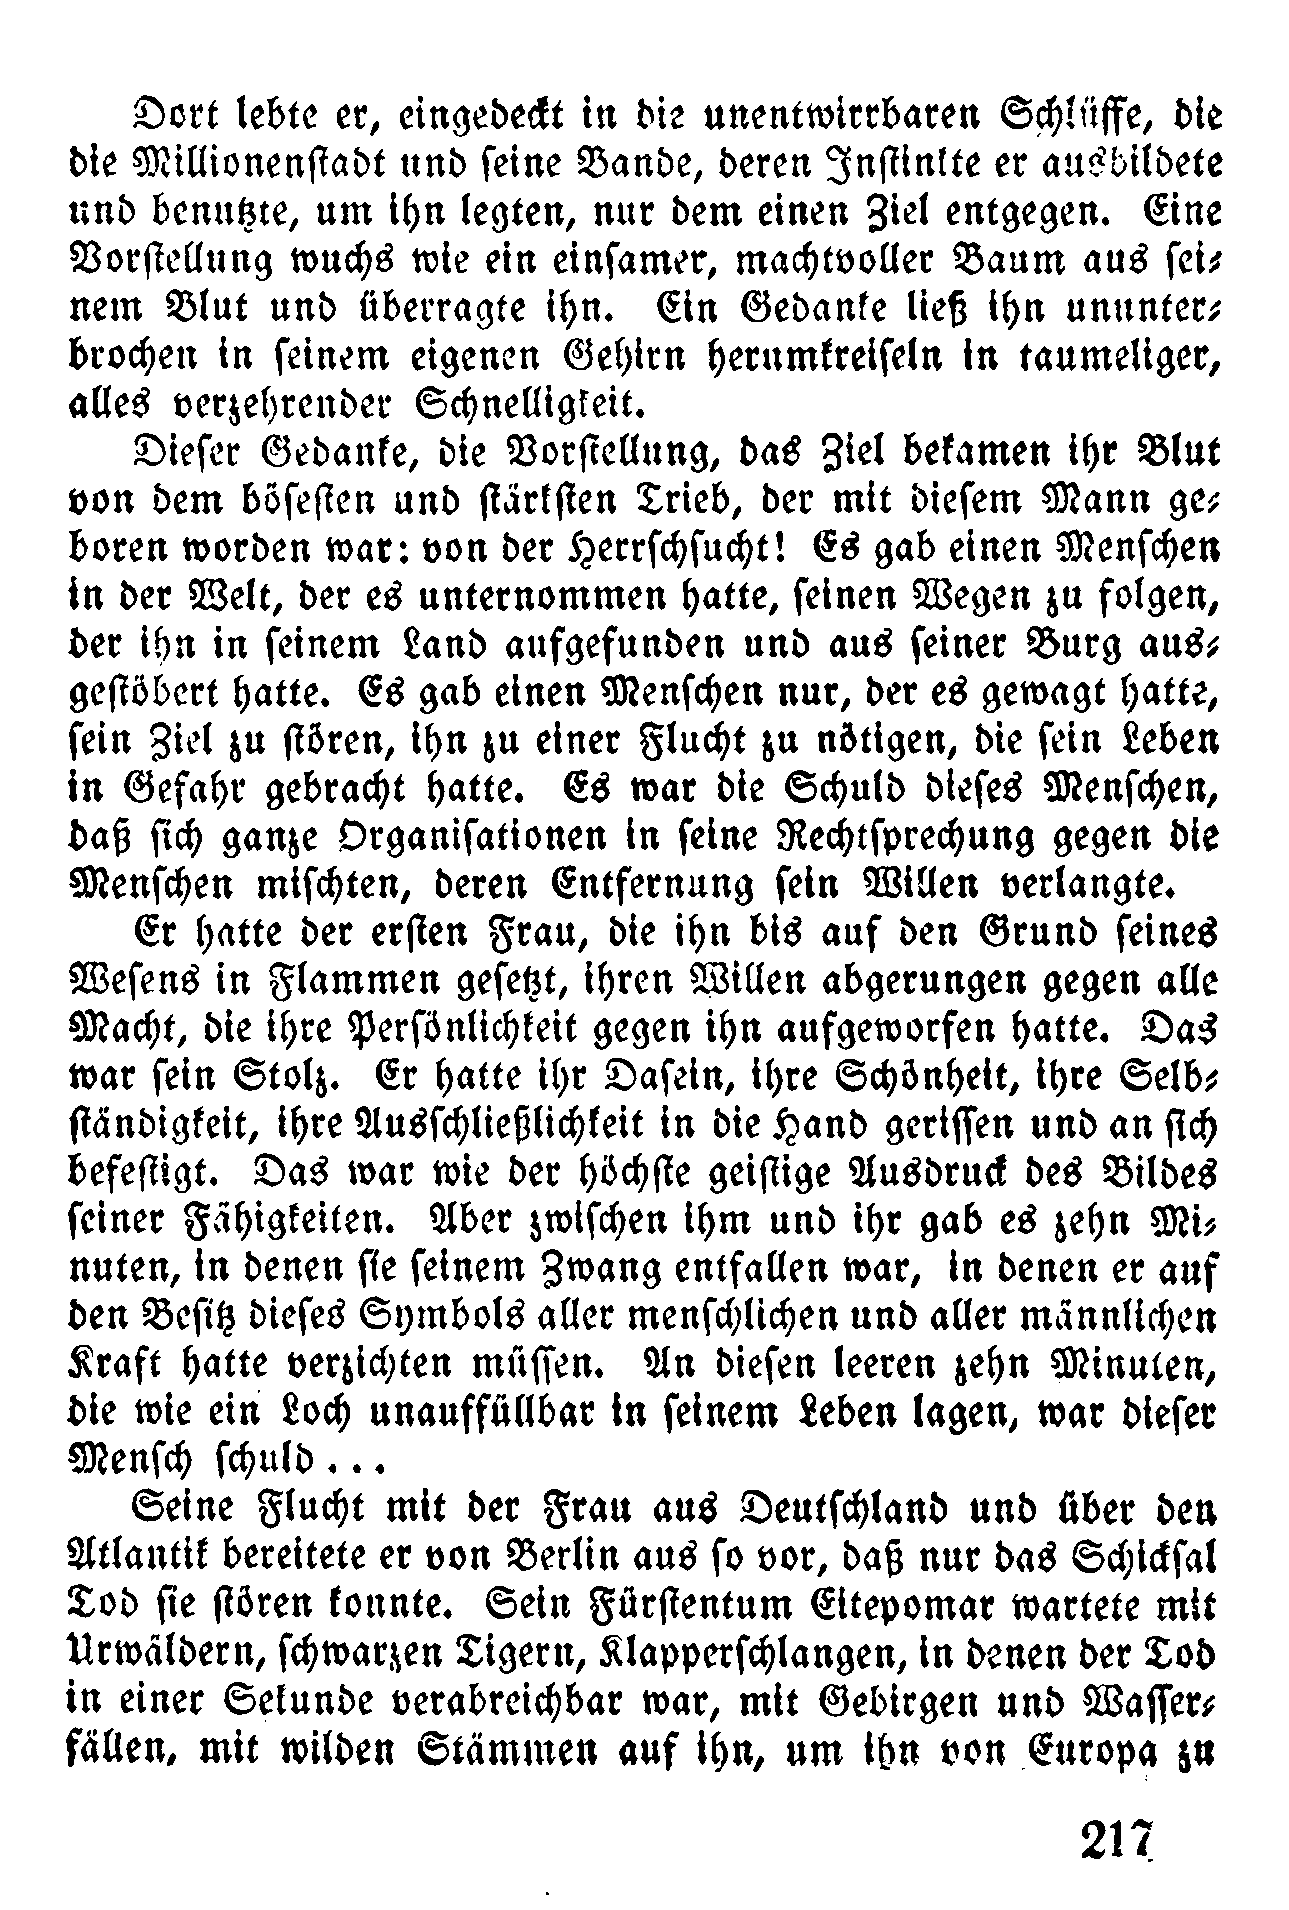 Dort lebte er, eingedeckt in die unentwirrbaren Schlüffe, die
die Millionenstadt und seine Bande, deren Instinkte er ausbildete
und benutzte, um ihn legten, nur dem einen Ziel entgegen. Eine
Vorstellung wuchs wie ein einsamer, machtvoller Baum aus sei-
nem Blut und überragte ihn. Ein Gedanke ließ ihn ununter-
brochen in seinem eigenen Gehirn herumkreiseln in taumeliger,
alles verzehrender Schnelligkeit.
Dieser Gedanke, die Vorstellung, das Ziel bekamen ihr Blut
von dem bösesten und stärksten Trieb, der mit diesem Mann ge-
boren worden war: von der Herrschsucht! Es gab einen Menschen
in der Welt, der es unternommen hatte, seinen Wegen zu folgen,
der ihn in seinem Land aufgefunden und aus seiner Burg aus-
gestöbert hatte. Es gab einen Menschen nur, der es gewagt hatte,
sein Ziel zu stören, ihn zu einer Flucht zu nötigen, die sein Leben
in Gefahr gebracht hatte. Es war die Schuld dieses Menschen,
daß sich ganze Organisationen in seine Rechtsprechung gegen die
Menschen mischten, deren Entfernung sein Willen verlangte.
Er hatte der ersten Frau, die ihn bis auf den Grund seines
Wesens in Flammen gesetzt, ihren Willen abgerungen gegen alle
Macht, die ihre Persönlichkeit gegen ihn aufgeworfen hatte. Das
war sein Stolz. Er hatte ihr Dasein, ihre Schönheit, ihre Selb-
ständigkeit, ihre Ausschließlichkeit in die Hand gerissen und an sich
befestigt. Das war wie der höchste geistige Ausdruck des Bildes
seiner Fähigkeiten. Aber zwischen ihm und ihr gab es zehn Mi-
nuten, in denen sie seinem Zwang entfallen war, in denen er auf
den Besitz dieses Symbols aller menschlichen und aller männlichen
Kraft hatte verzichten müssen. An diesen leeren zehn Minuten,
die wie ein Loch unauffüllbar in seinem Leben lagen, war dieser
Mensch schuld . . .
Seine Flucht mit der Frau aus Deutschland und über den
Atlantik bereitete er von Berlin aus so vor, daß nur das Schicksal
Tod sie stören konnte. Sein Fürstentum Eitepomar wartete mit
Urwäldern, schwarzen Tigern, Klapperschlangen, in denen der Tod
in einer Sekunde verabreichbar war, mit Gebirgen und Wasser-
fällen, mit wilden Stämmen auf ihn, um ihn von Europa zu
217